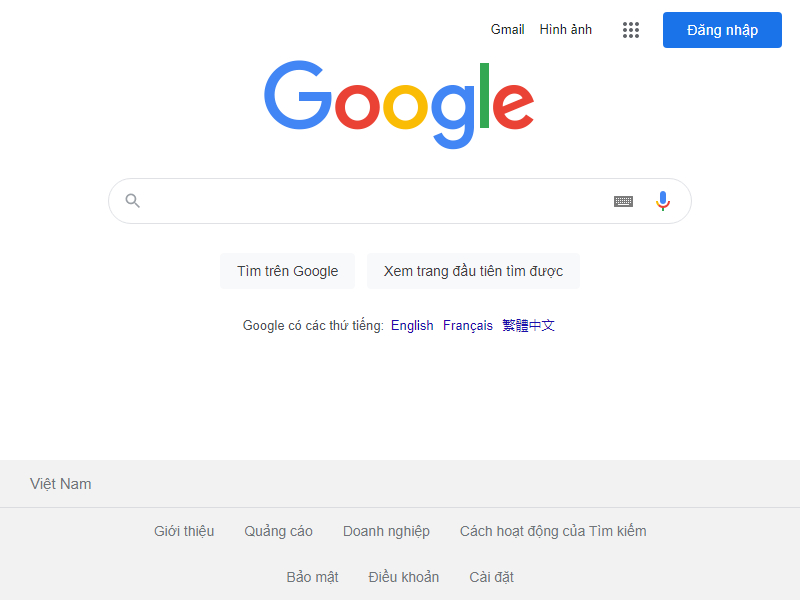 Gmail Hình ảnh Đăng nhập
Google
Tìm trên Google Xem trang đầu tiên tìm được
Google có các thứ tiếng: English Français 繁體中文
Việt Nam
Giới thiệu Quảng cáo Doanh nghiệp Cách hoạt động của Tìm kiếm
Bảo mật Điều khoản Cài đặt